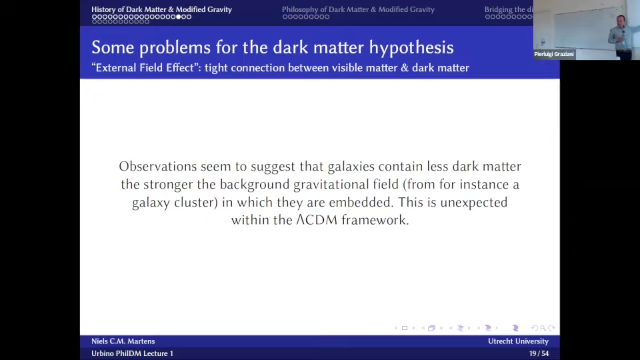 History of Dark Matter & Modified Gravity
Philosophy of Dark Matter & Modified Gravity
Bridging the di
Some problems for the dark matter hypothesis
“External Field Effect”: tight connection between visible matter & dark matter
Pierluigi Graziani
Observations seem to suggest that galaxies contain less dark matter
the stronger the background gravitational field (from for instance a
galaxy cluster) in which they are embedded. This is unexpected
within the ΛCDM framework.
Niels C.M. Martens
Utrecht University
Urbino PhilDM Lecture 1
19 / 54